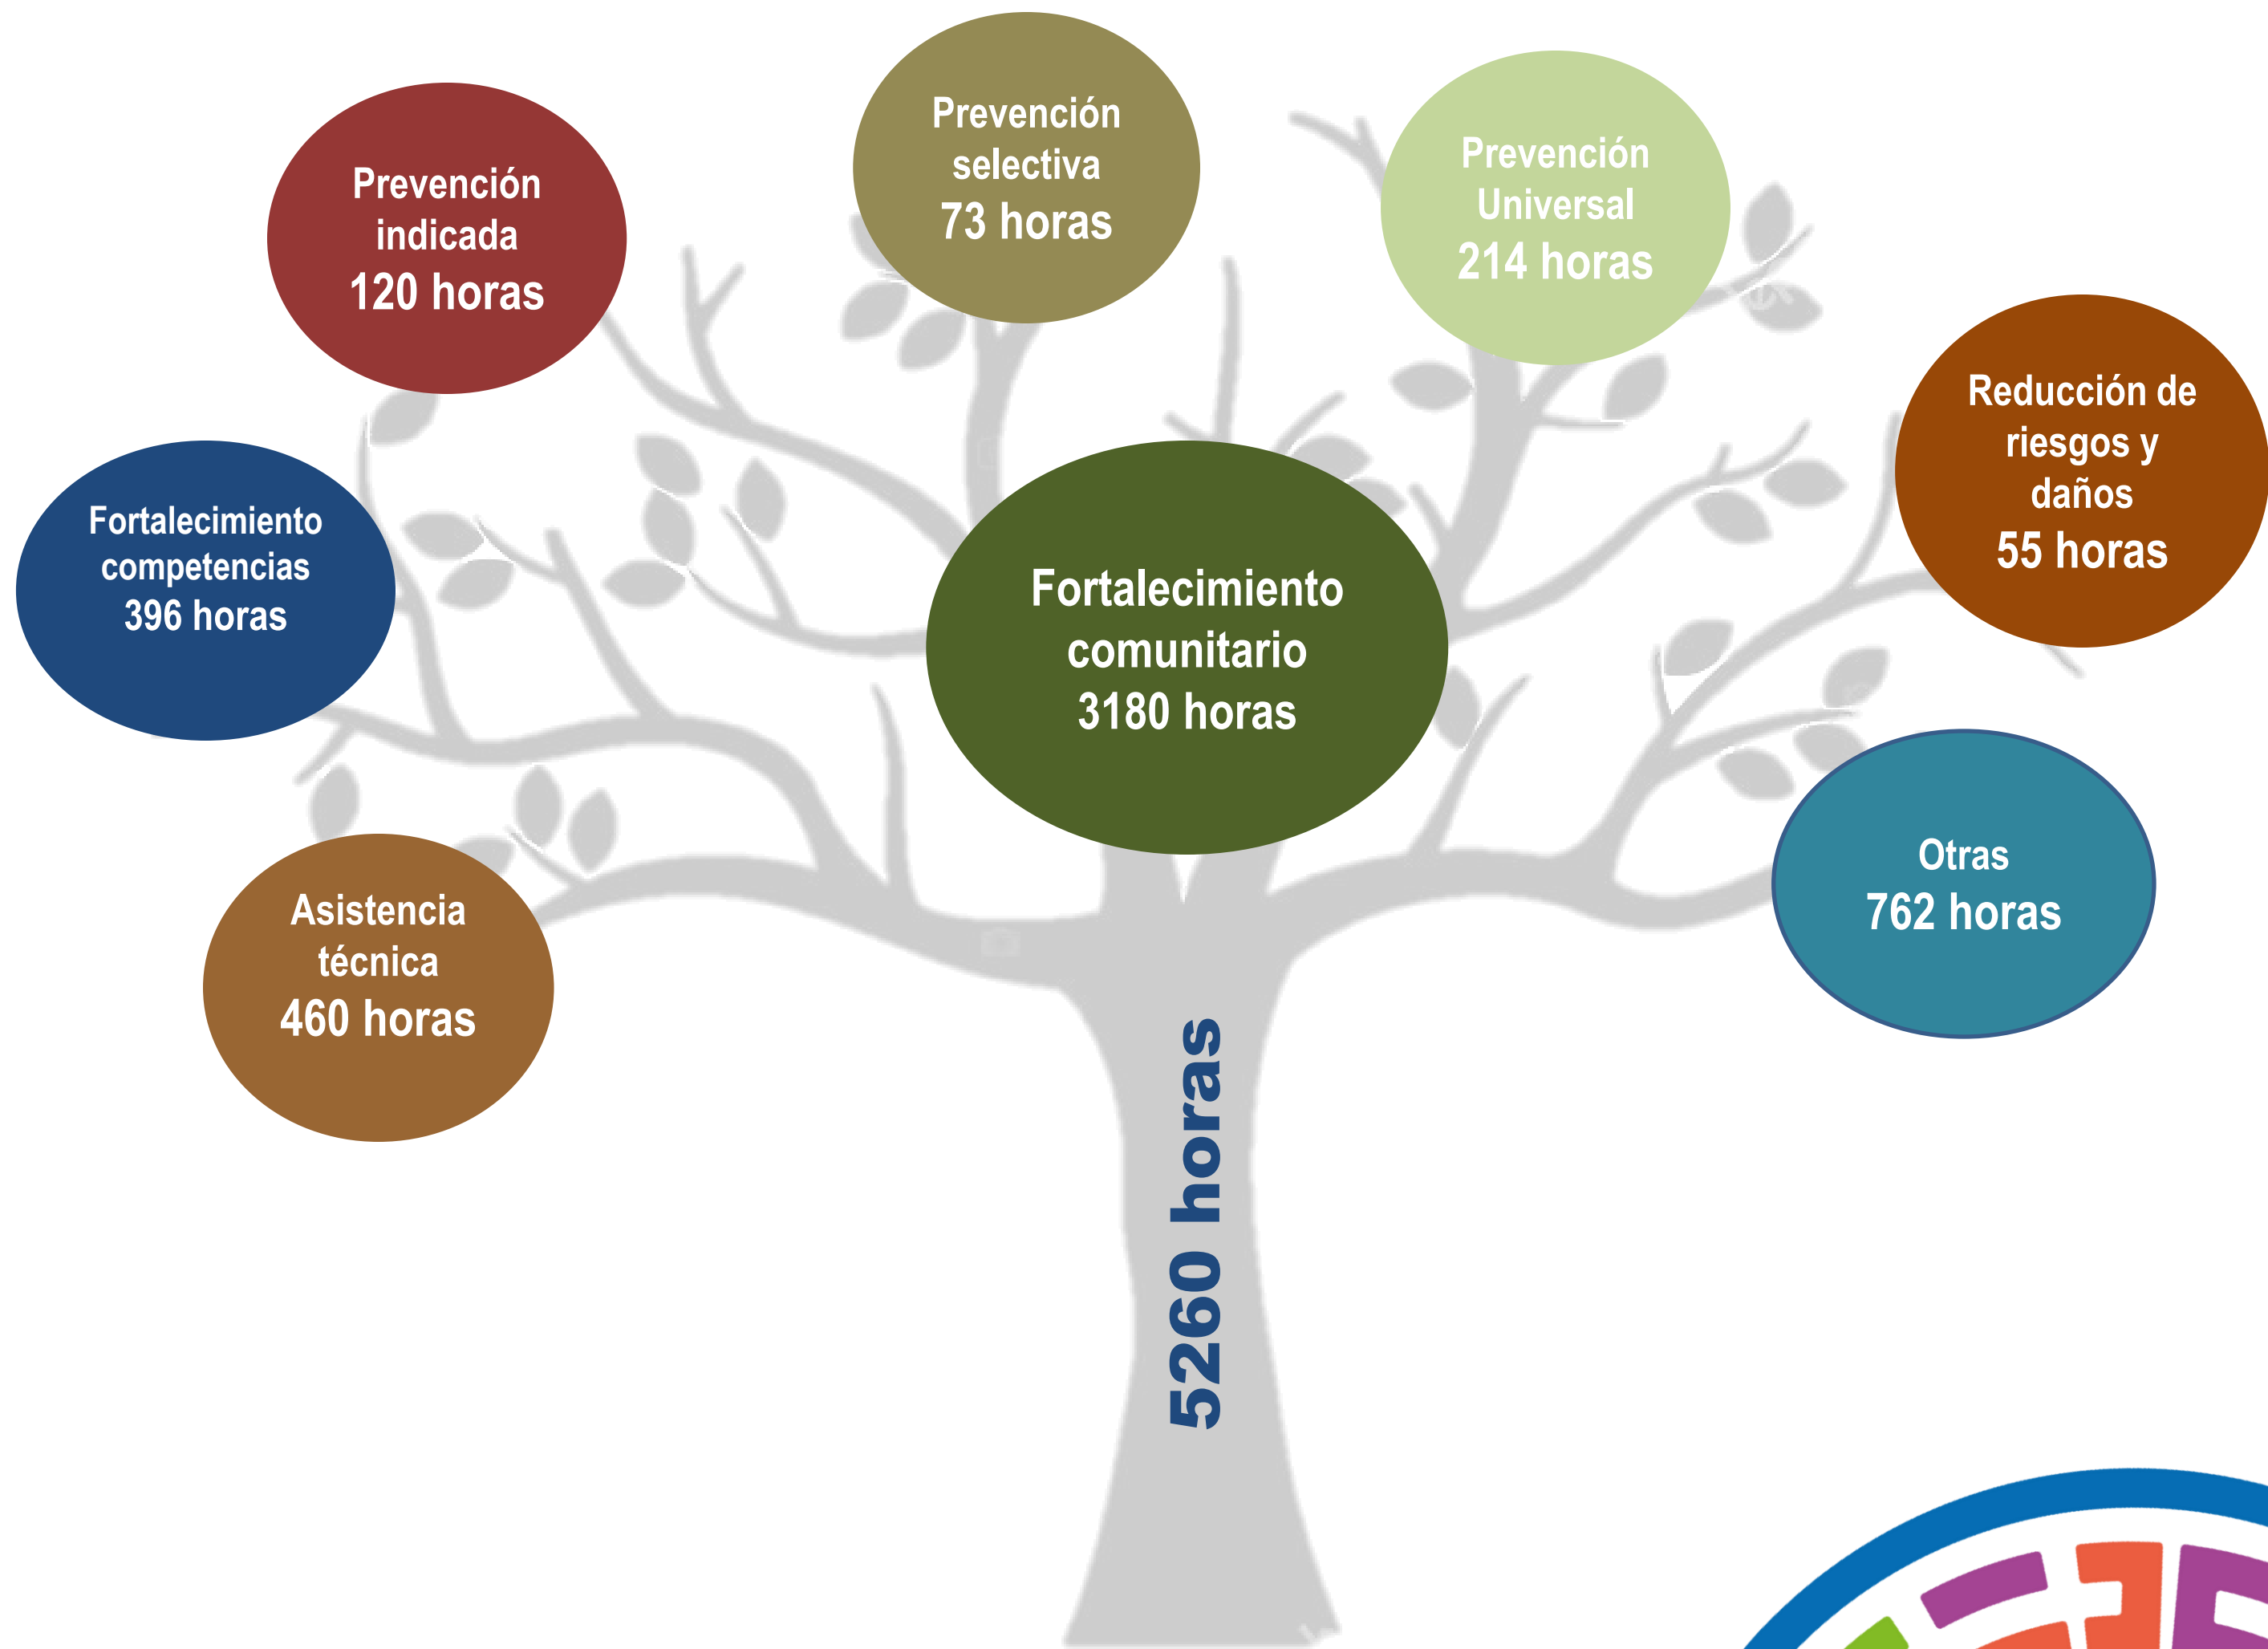 Prevención
indicada
120 horas
Prevención
selectiva
73 horas
Prevención
Universal
214 horas
Reducción de
riesgos y
daños
55 horas
Fortalecimiento
competencias
396 horas
Fortalecimiento
comunitario
3180 horas
Otras
762 horas
Asistencia
técnica
460 horas
5260 horas